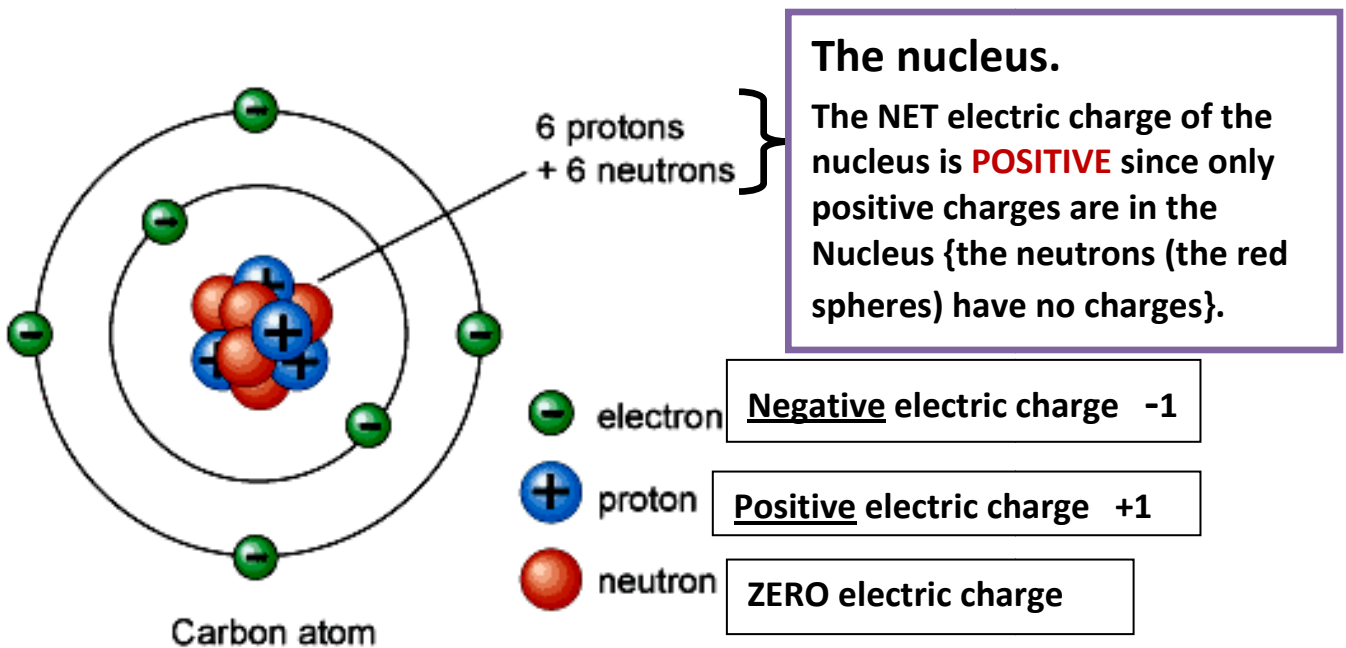 The nucleus.
The NET electric charge of the
nucleus is POSITIVE since only
positive charges are in the
Nucleus {the neutrons (the red
spheres) have no charges}.
6 protons
+ 6 neutrons
electron
Negative electric charge -1
proton
Positive electric charge +1
neutron
ZERO electric charge
Carbon atom